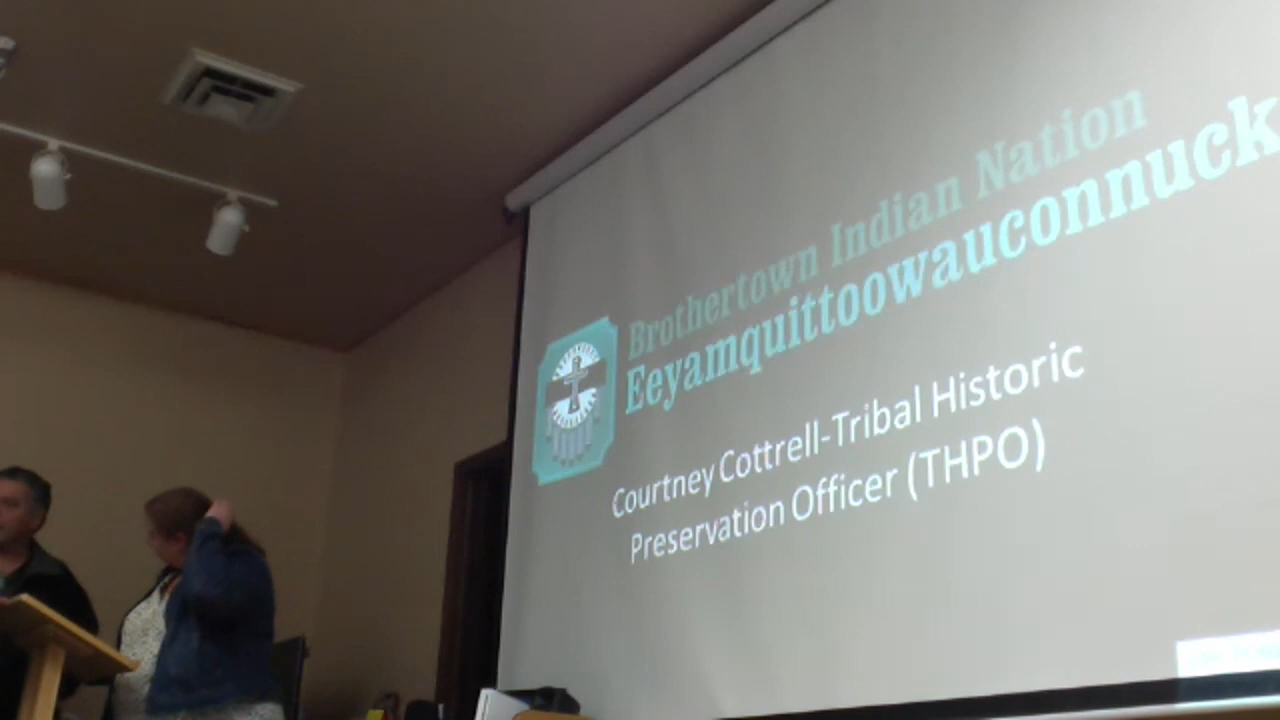 Brothertown Indian Nation
Eeyamquittoowauconnuck
Courtney Cottrell-Tribal Historic
Preservation Officer (THPO)